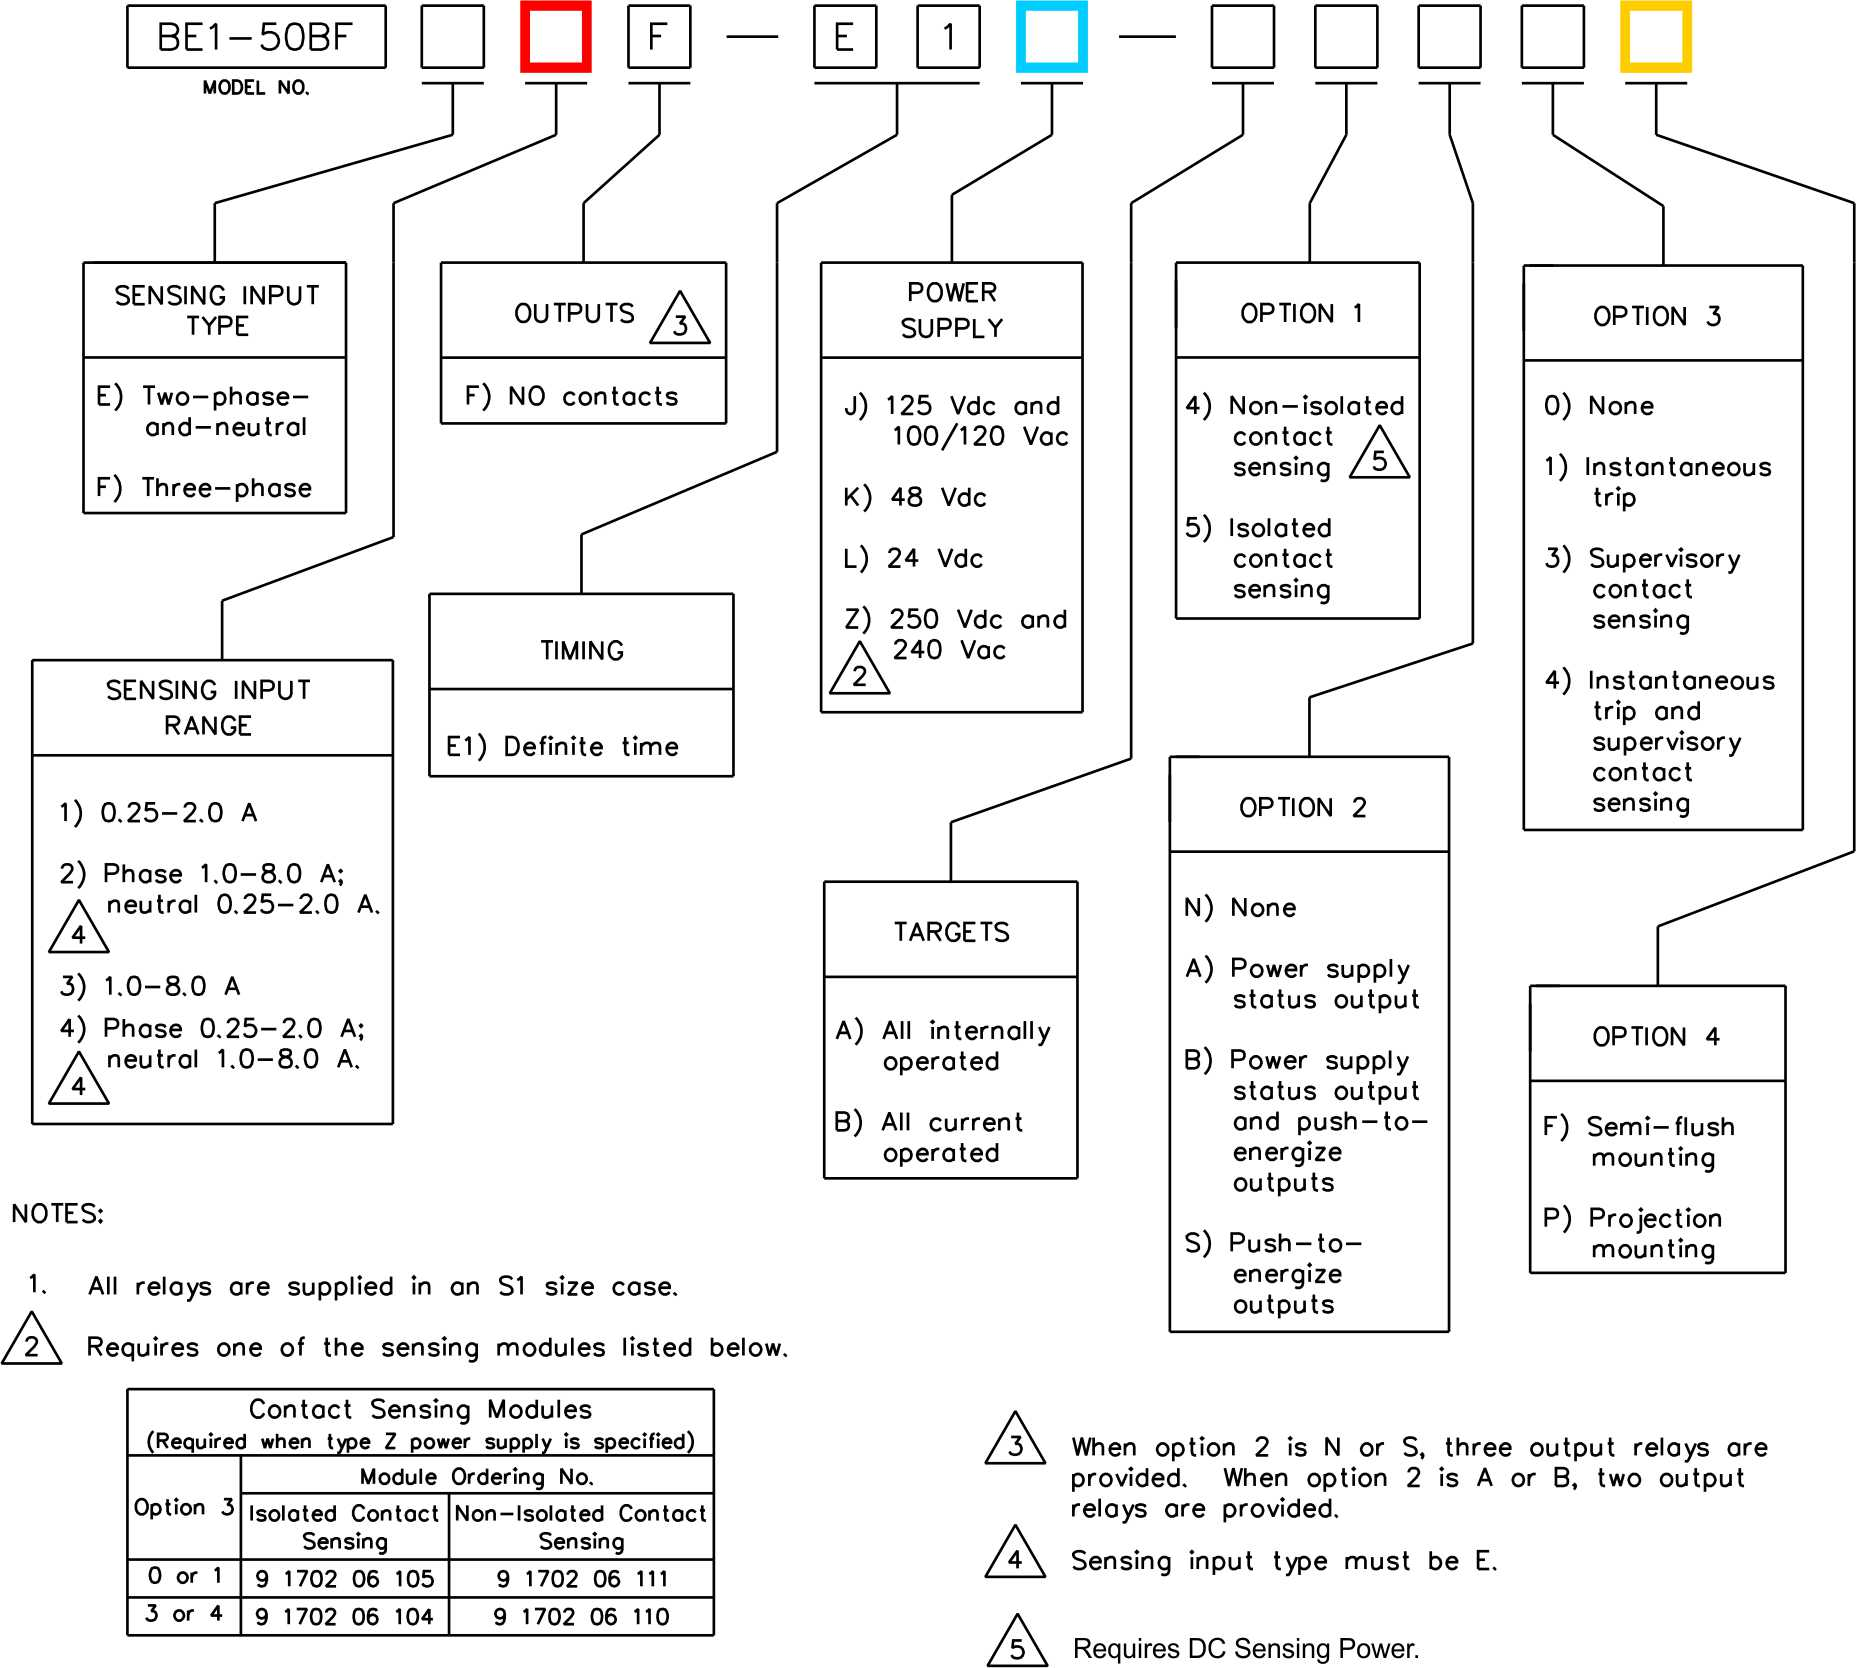 BE1-50BF F — E 1 —
MODEL NO.
SENSING INPUT
TYPE
E) Two-phase-
and-neutral
F) Three-phase
OUTPUTS 3
F) NO contacts
POWER
SUPPLY
J) 125 Vdc and
100/120 Vac
K) 48 Vdc
L) 24 Vdc
Z) 250 Vdc and
240 Vac
2
OPTION 1
4) Non-isolated
contact
sensing 5
5) Isolated
contact
sensing
OPTION 3
0) None
1) Instantaneous
trip
3) Supervisory
contact
sensing
4) Instantaneous
trip and
supervisory
contact
sensing
SENSING INPUT
RANGE
1) 0.25-2.0 A
2) Phase 1.0-8.0 A;
neutral 0.25-2.0 A.
4
3) 1.0-8.0 A
4) Phase 0.25-2.0 A;
neutral 1.0-8.0 A.
4
TIMING
E1) Definite time
TARGETS
A) All internally
operated
B) All current
operated
OPTION 2
N) None
A) Power supply
status output
B) Power supply
status output
and push-to-
energize
outputs
S) Push-to-
energize
outputs
OPTION 4
F) Semi-flush
mounting
P) Projection
mounting
NOTES:
1. All relays are supplied in an S1 size case.
2 Requires one of the sensing modules listed below.
Contact Sensing Modules
(Required when type Z power supply is specified)
Option 3
Module Ordering No.
Isolated Contact
Sensing
Non-Isolated Contact
Sensing
0 or 1 9 1702 06 105 9 1702 06 111
3 or 4 9 1702 06 104 9 1702 06 110
3 When option 2 is N or S, three output relays are
provided. When option 2 is A or B, two output
relays are provided.
4 Sensing input type must be E.
5 Requires DC Sensing Power.